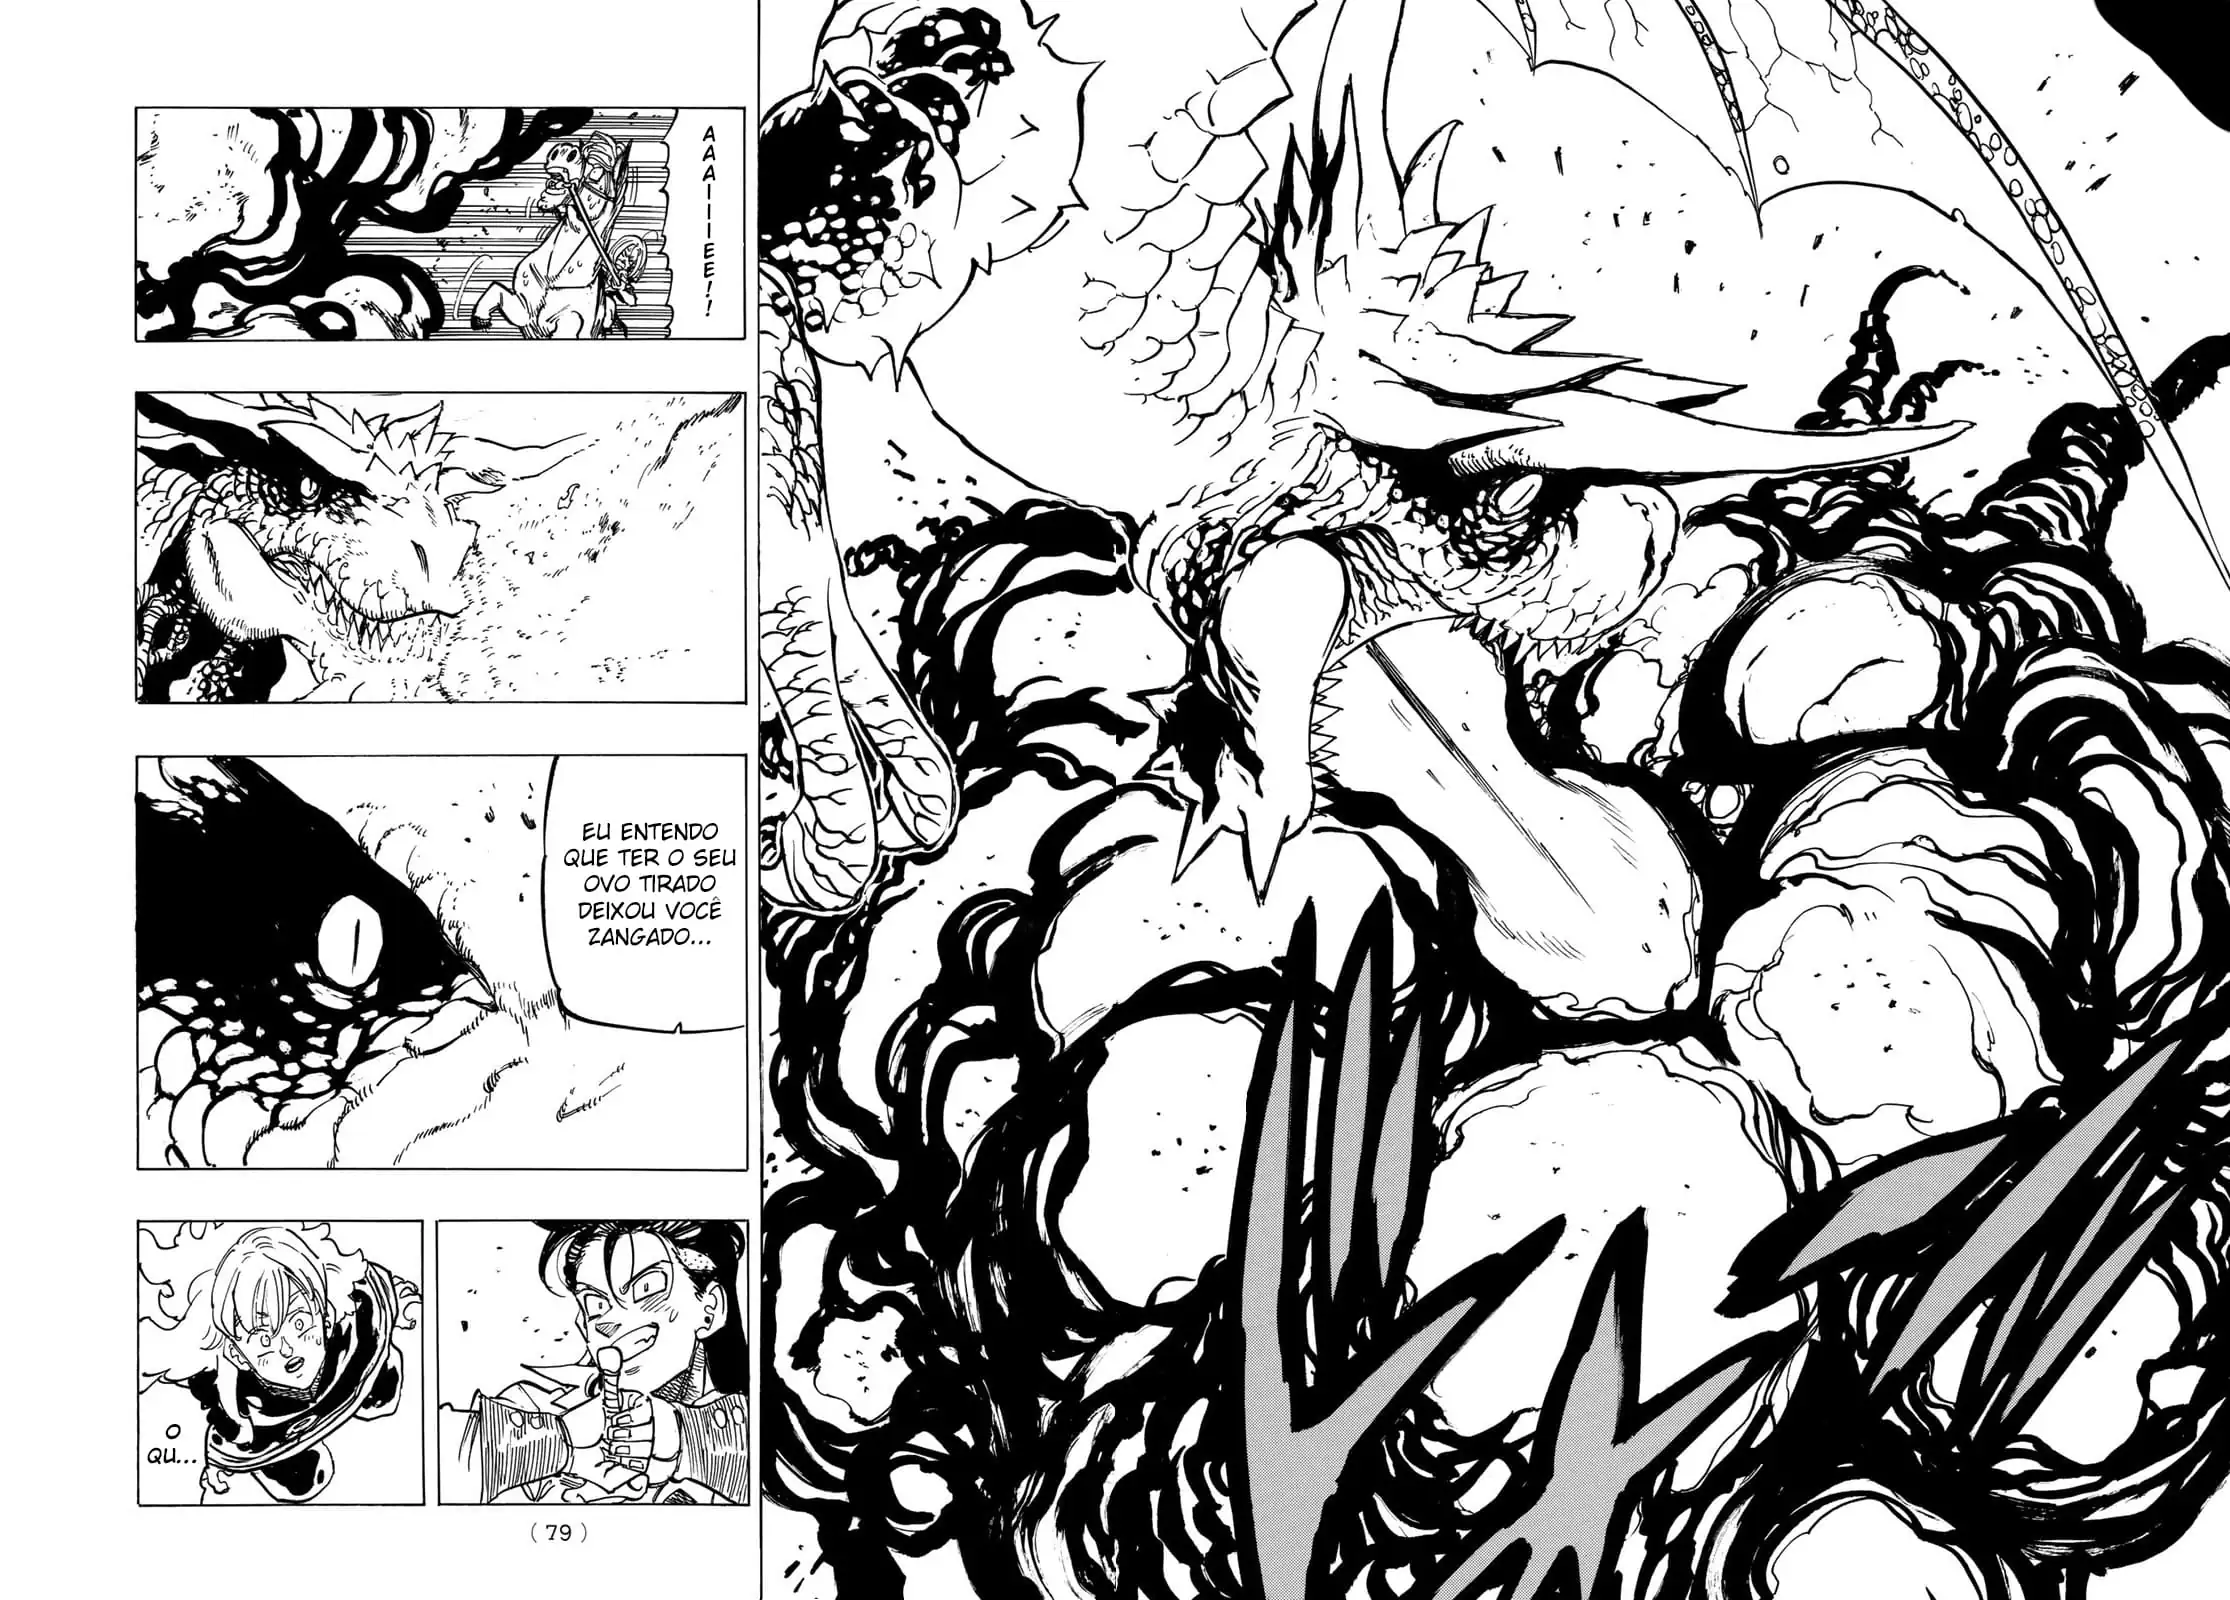 AAAIIIEE!!
EU ENTENDO
QUE TER O SEU
OVO TIRADO
DEIXOU VOCÊ
ZANGADO...
O
QU...
(79)